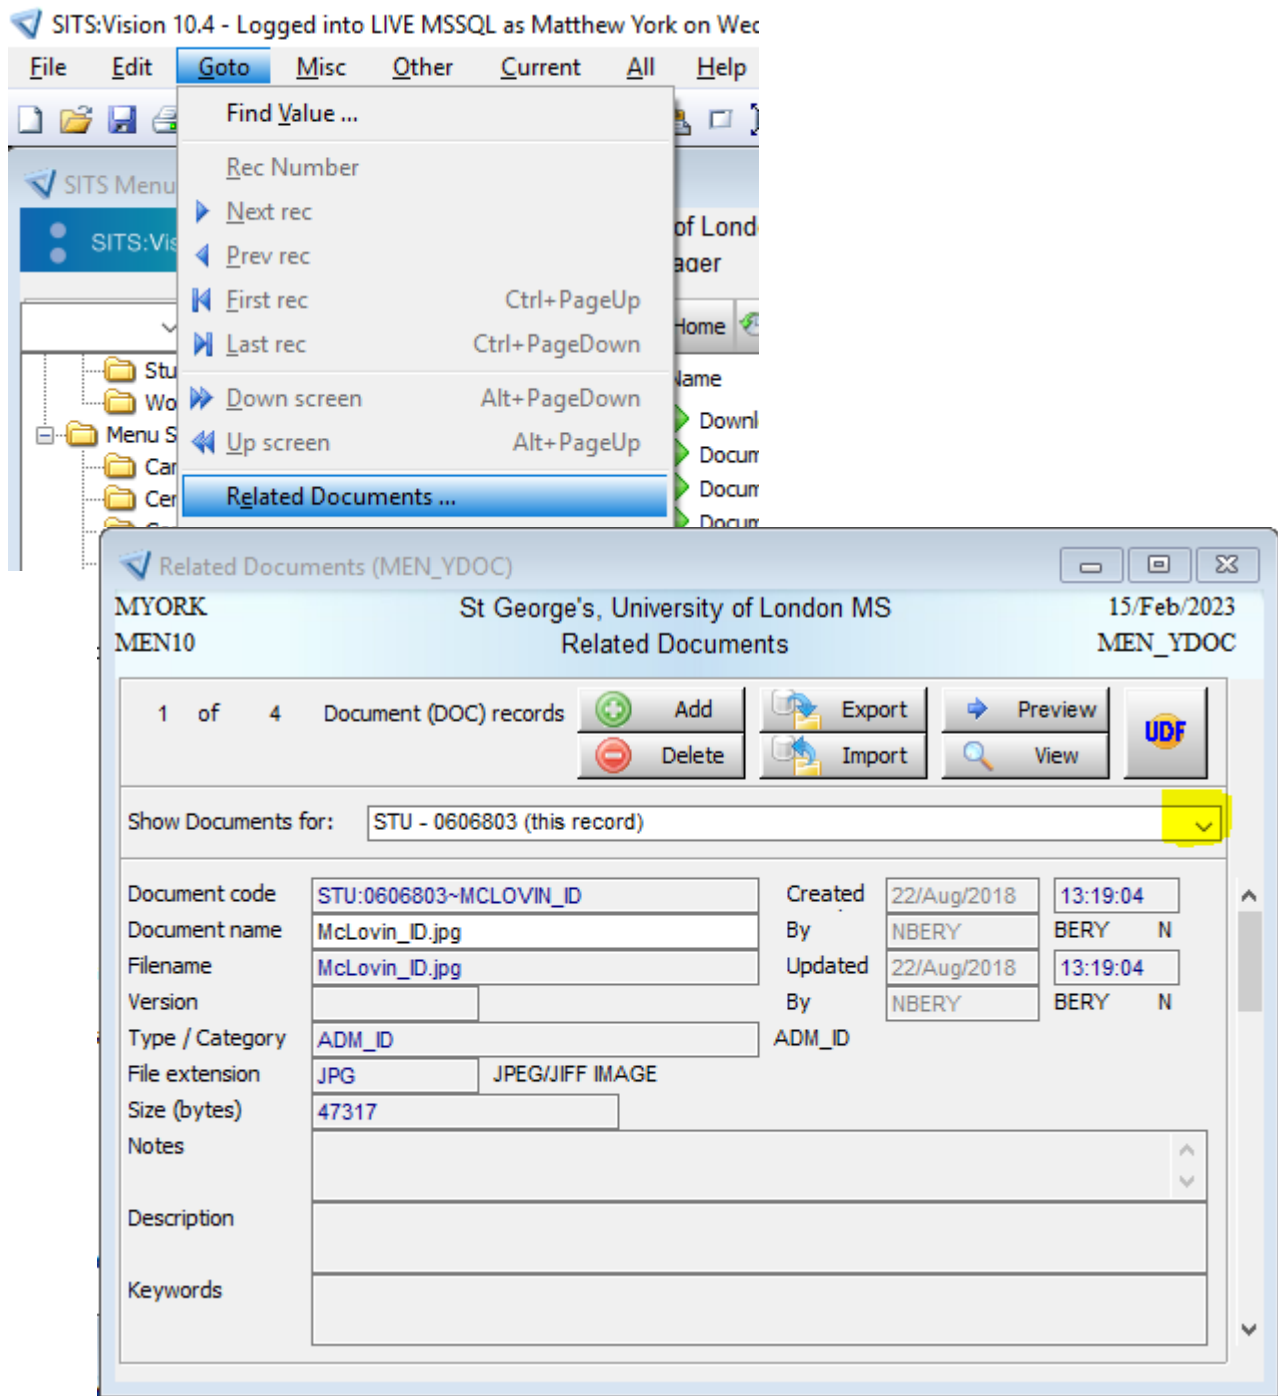 SITS:Vision 10.4 - Logged into LIVE MSSQL as Matthew York on Wed
File Edit Goto Misc Other Current All Help
Find Value ...
SITS Menu
Rec Number
SITS:Vis
Next rec
of Lond
Prev rec
ager
First rec Ctrl+PageUp
Home
Last rec Ctrl+PageDown
Stu
Name
Wo
Down screen Alt+PageDown
Downl
Menu S
Up screen Alt+PageUp
Docum
Car
Cer
Related Documents ...
Docum
Docum
Related Documents (MEN_YDOC)
MYORK St George's, University of London MS 15/Feb/2023
MEN10 Related Documents MEN_YDOC
1 of 4 Document (DOC) records Add Export Preview UDF
Delete Import View
Show Documents for: STU - 0606803 (this record)
Document code STU:0606803~MCLOVIN_ID Created 22/Aug/2018 13:19:04
Document name McLovin_ID.jpg By NBERY BERY N
Filename McLovin_ID.jpg Updated 22/Aug/2018 13:19:04
Version By NBERY BERY N
Type / Category ADM_ID ADM_ID
File extension JPG JPEG/JIFF IMAGE
Size (bytes) 47317
Notes
Description
Keywords